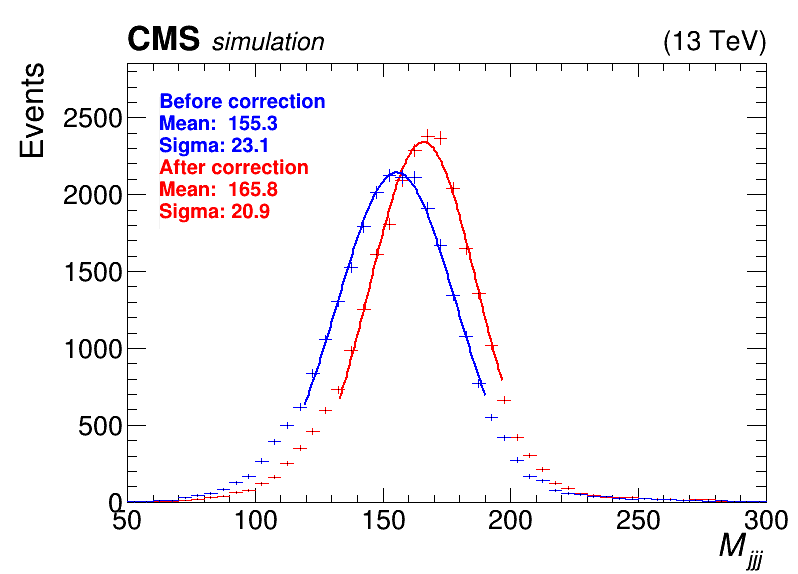 CMS simulation (13 TeV)
Events
Before correction
Mean: 155.3
Sigma: 23.1
After correction
Mean: 165.8
Sigma: 20.9
2500
2000
1500
1000
500
0
50 100 150 200 250 300
M_jjj